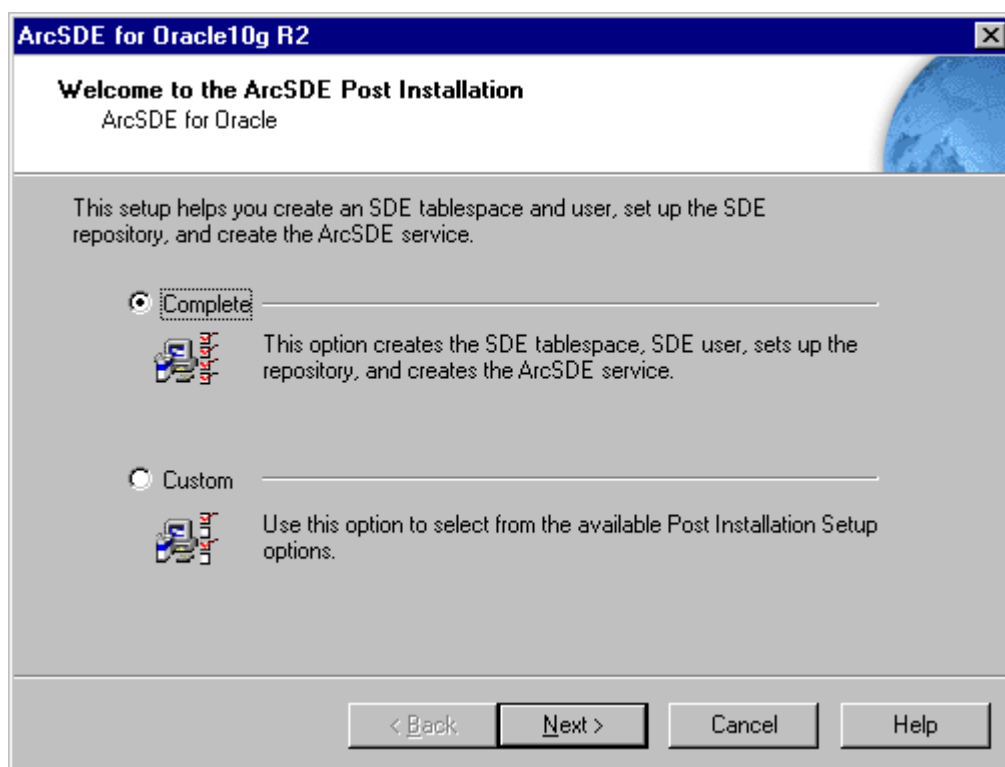 ArcSDE for Oracle10g R2
Welcome to the ArcSDE Post Installation
ArcSDE for Oracle
This setup helps you create an SDE tablespace and user, set up the SDE
repository, and create the ArcSDE service.
Complete
This option creates the SDE tablespace, SDE user, sets up the
repository, and creates the ArcSDE service.
Custom
Use this option to select from the available Post Installation Setup
options.
< Back Next > Cancel Help